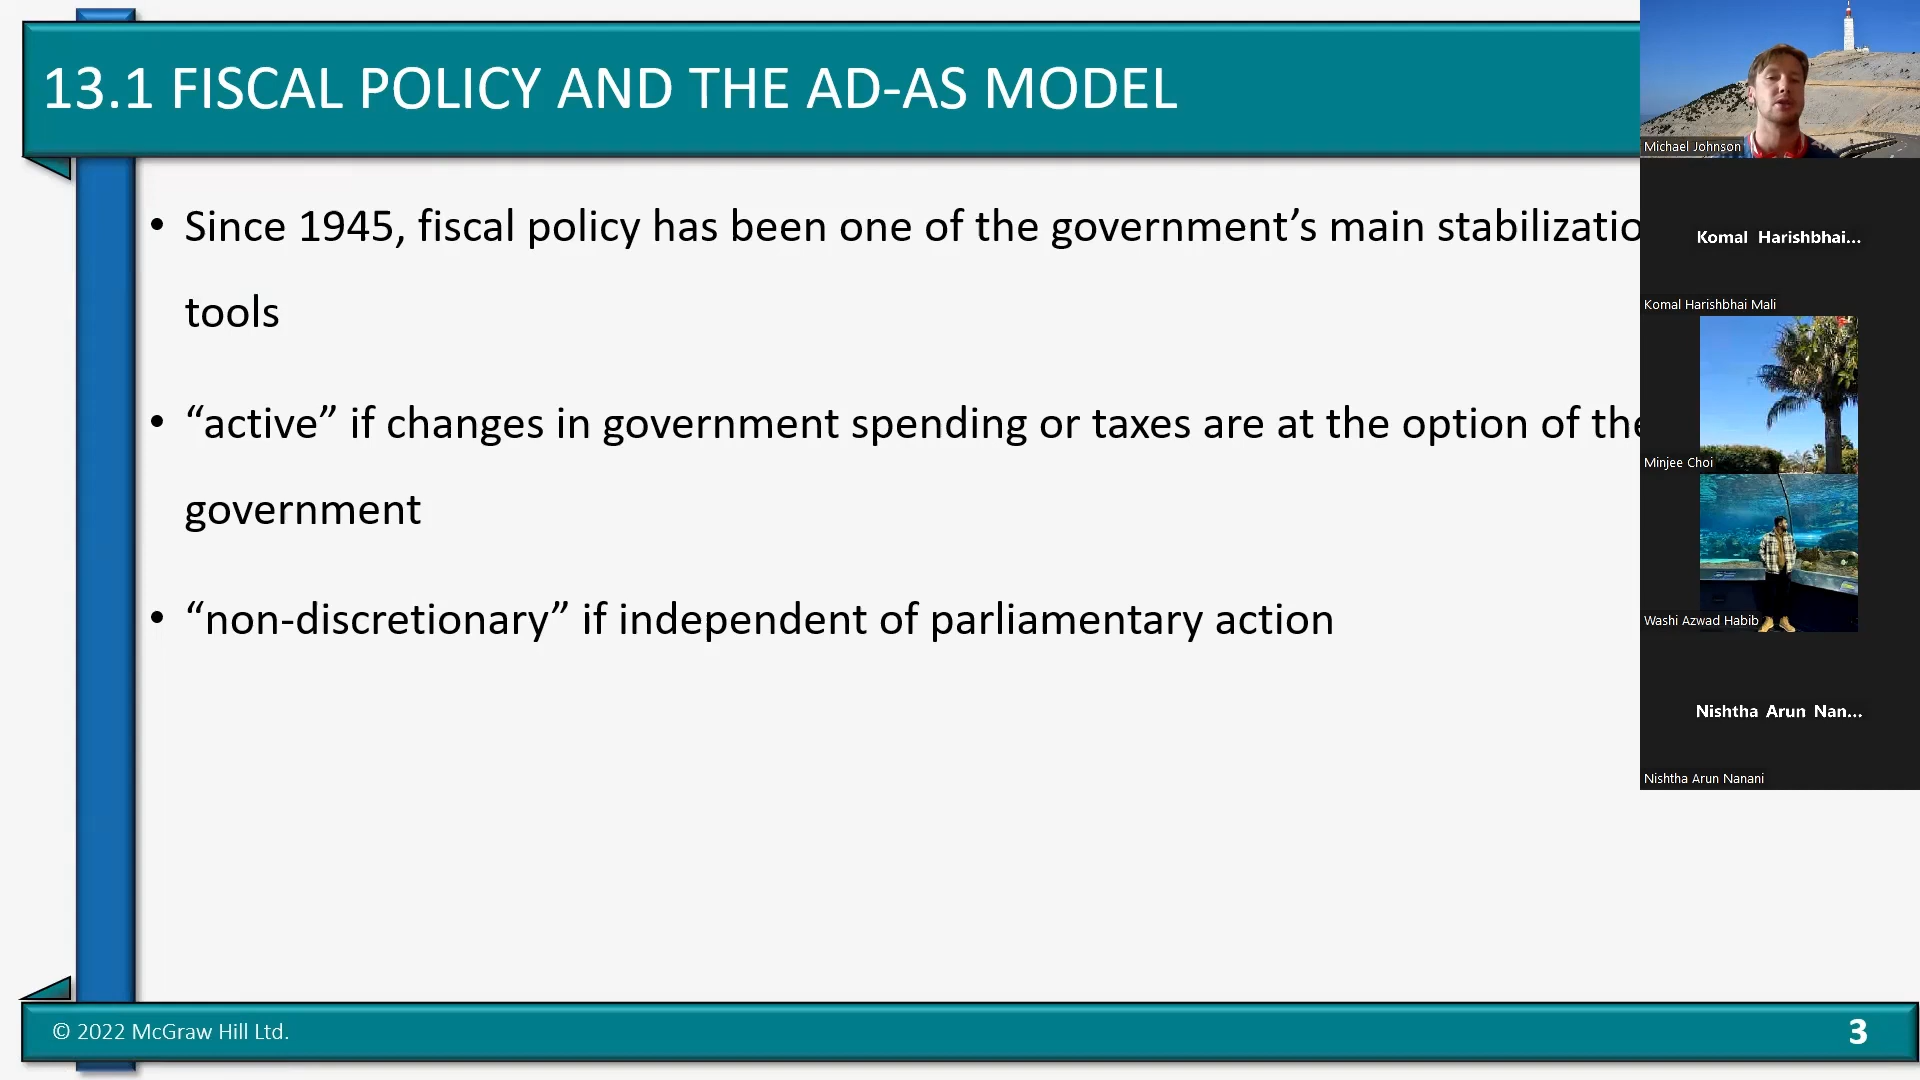 13.1 FISCAL POLICY AND THE AD-AS MODEL
• Since 1945, fiscal policy has been one of the government’s main stabilizatio
tools
• “active” if changes in government spending or taxes are at the option of the
government
• “non-discretionary” if independent of parliamentary action
© 2022 McGraw Hill Ltd.
3
Michael Johnson
Komal Harishbhai...
Komal Harishbhai Mali
Minjee Choi
Washi Azwad Habib
Nishtha Arun Nan...
Nishtha Arun Nanani